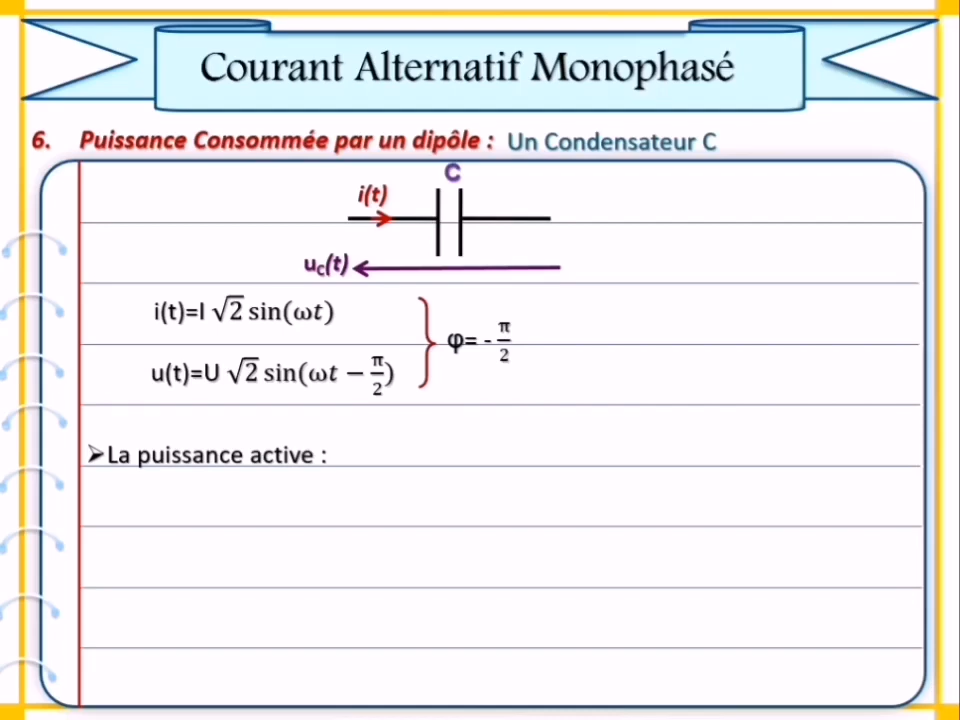 Courant Alternatif Monophasé
6. Puissance Consommée par un dipôle : Un Condensateur C
C
i(t)
uC(t)
i(t)=I √2 sin(ωt)
φ= - π/2
u(t)=U √2 sin(ωt − π/2)
➢La puissance active :